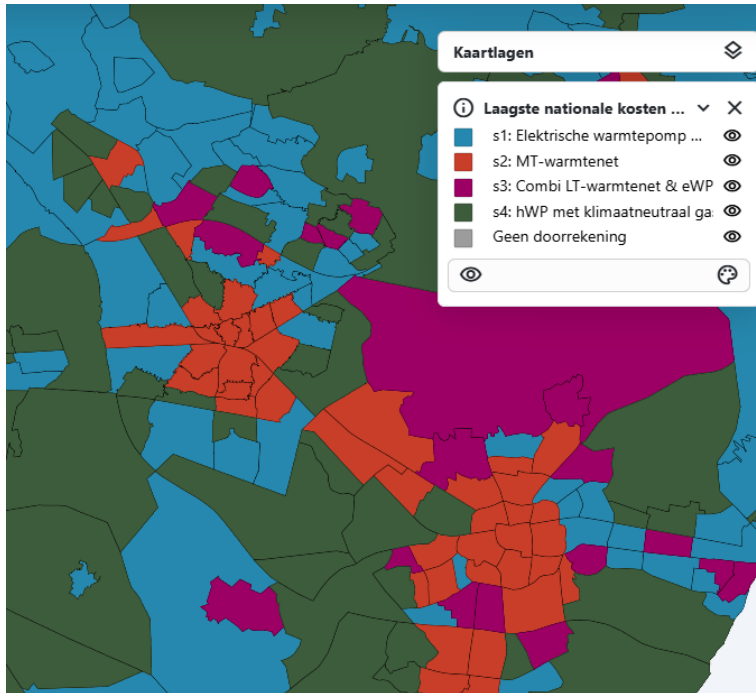 Kaartlagen
Laagste nationale kosten ...
s1: Elektrische warmtepomp ...
s2: MT-warmtenet
s3: Combi LT-warmtenet & eWP
s4: hWP met klimaatneutraal ga
Geen doorrekening